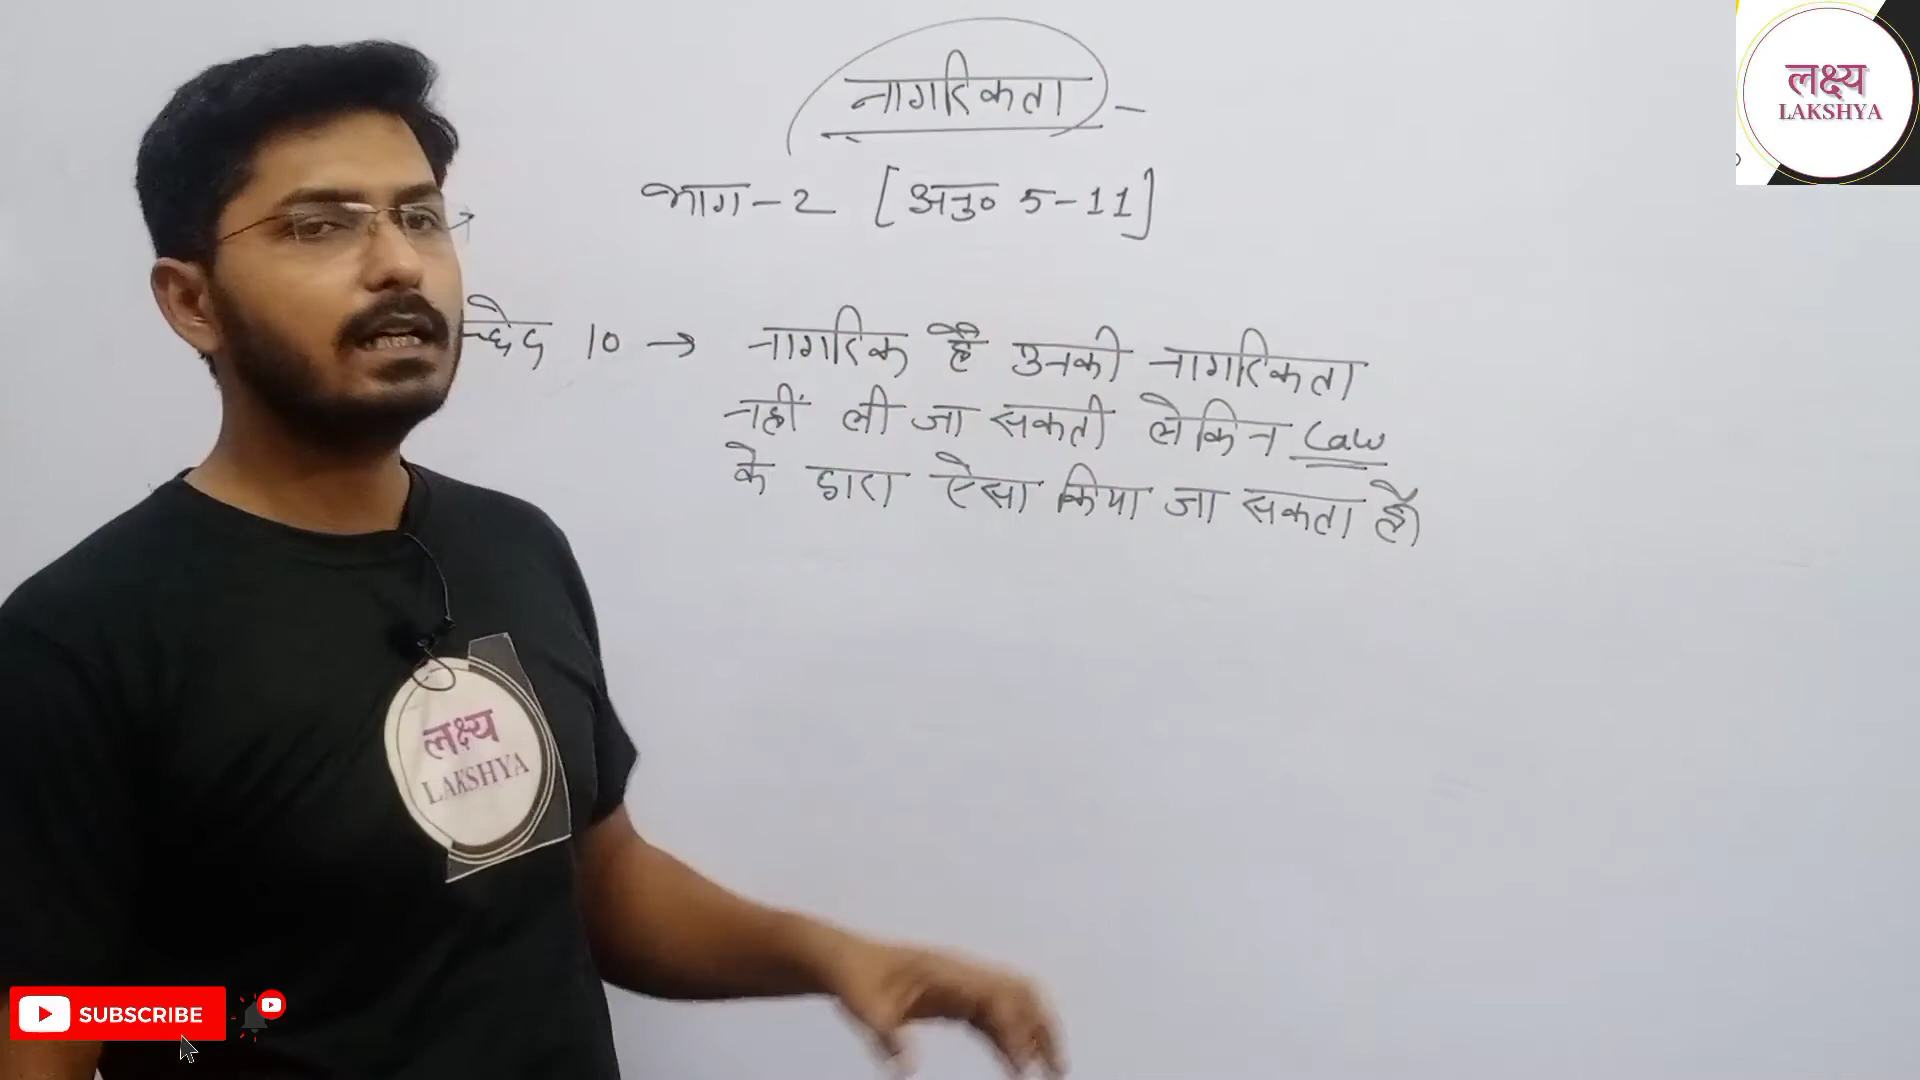 नागरिकता -
भाग-2 [अनु० 5-11]
च्छेद 10 → नागरिक हैं उनकी नागरिकता
नहीं ली जा सकती लेकिन Law
के द्वारा ऐसा किया जा सकता है।
लक्ष्य
LAKSHYA
लक्ष्य
LAKSHYA
SUBSCRIBE